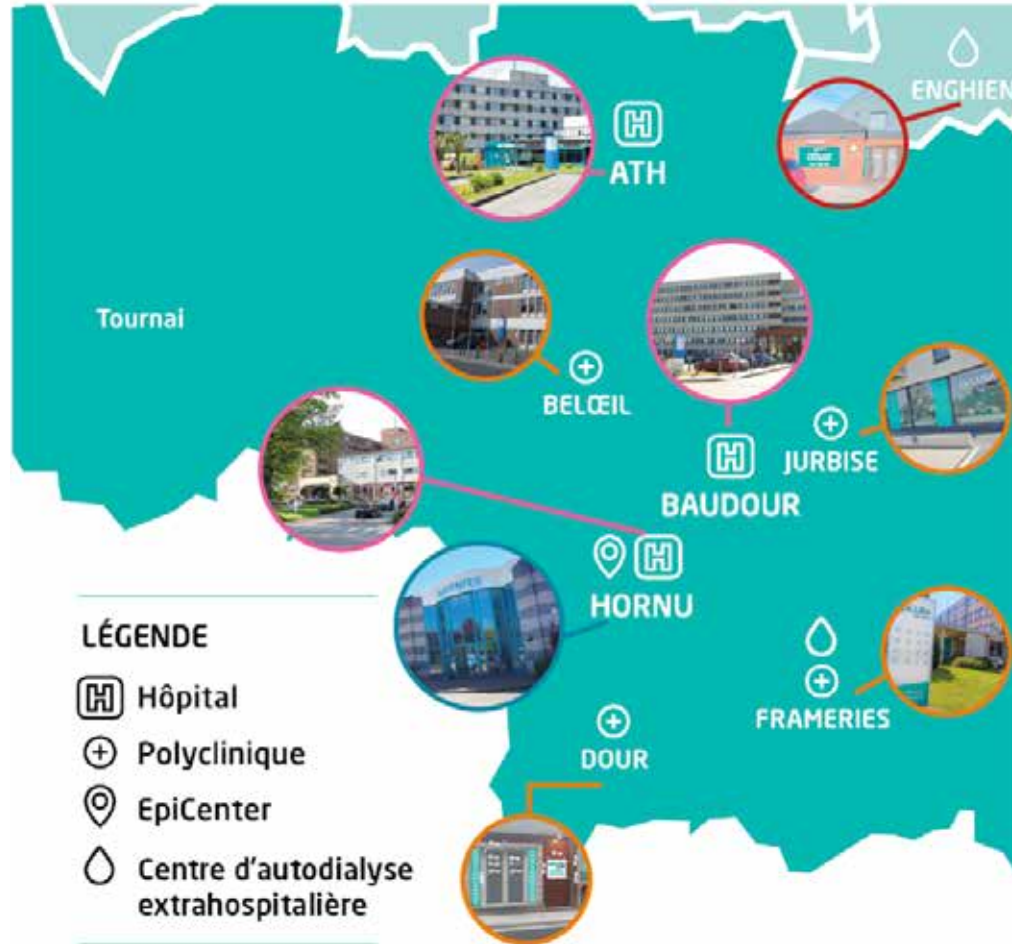 ENGHIEN
ATH
Tournai
BELŒIL
JURBISE
BAUDOUR
HORNU
FRAMERIES
DOUR
LÉGENDE
H Hôpital
Polyclinique
EpiCenter
Centre d'autodialyse
extrahospitalière